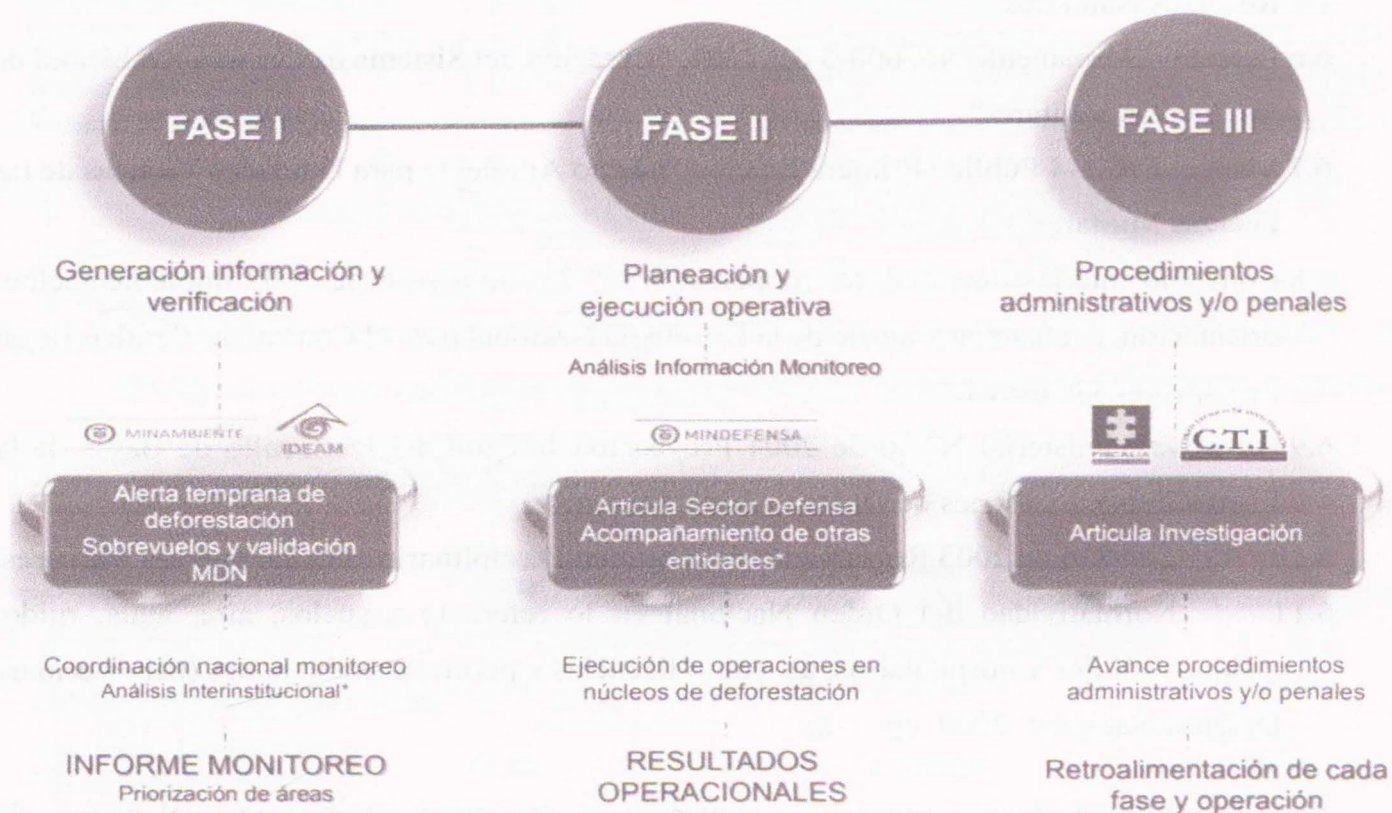 FASE I
Generación información y
verificación
MINAMBIENTE
IDEAM
Alerta temprana de
deforestación
Sobrevuelos y validación
MDN
Coordinación nacional monitoreo
Análisis Interinstitucional*
INFORME MONITOREO
Priorización de áreas
FASE II
Planeación y
ejecución operativa
Análisis Información Monitoreo
MINDEFENSA
Articula Sector Defensa
Acompañamiento de otras
entidades*
Ejecución de operaciones en
núcleos de deforestación
RESULTADOS
OPERACIONALES
FASE III
Procedimientos
administrativos y/o penales
FISCALIA
C.T.I
Articula Investigación
Avance procedimientos
administrativos y/o penales
Retroalimentación de cada
fase y operación